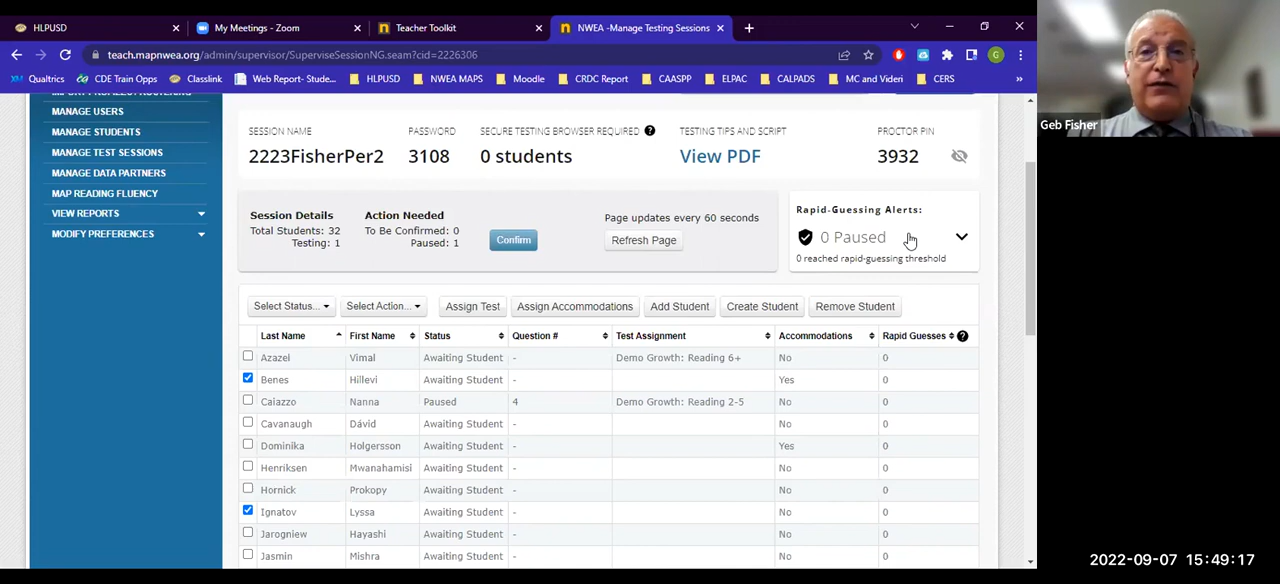 HLPUSD
My Meetings - Zoom
Teacher Toolkit
NWEA -Manage Testing Sessions
teach.mapnwea.org/admin/supervisor/SuperviseSessionNG.seam?cid=2226306
G
Qualtrics CDE Train Opps Classlink Web Report- Stude... HLPUSD NWEA MAPS Moodle CRDC Report CAASPP ELPAC CALPADS MC and Videri CERS »
MANAGE USERS
MANAGE STUDENTS
MANAGE TEST SESSIONS
MANAGE DATA PARTNERS
MAP READING FLUENCY
VIEW REPORTS
MODIFY PREFERENCES
SESSION NAME PASSWORD SECURE TESTING BROWSER REQUIRED ? TESTING TIPS AND SCRIPT PROCTOR PIN
2223FisherPer2 3108 0 students View PDF 3932
Session Details Action Needed
Total Students: 32 To Be Confirmed: 0
Testing: 1 Paused: 1
Confirm
Page updates every 60 seconds
Refresh Page
Rapid-Guessing Alerts:
0 Paused
0 reached rapid-guessing threshold
Select Status... Select Action... Assign Test Assign Accommodations Add Student Create Student Remove Student
Last Name First Name Status Question # Test Assignment Accommodations Rapid Guesses ?
Azazel Vimal Awaiting Student - Demo Growth: Reading 6+ No 0
Benes Hillevi Awaiting Student - Yes 0
Caiazzo Nanna Paused 4 Demo Growth: Reading 2-5 No 0
Cavanaugh Dávid Awaiting Student - No 0
Dominika Holgersson Awaiting Student - Yes 0
Henriksen Mwanahamisi Awaiting Student - No 0
Hornick Prokopy Awaiting Student - No 0
Ignatov Lyssa Awaiting Student - No 0
Jarogniew Hayashi Awaiting Student - No 0
Jasmin Mishra Awaiting Student - No 0
Geb Fisher
2022-09-07 15:49:17